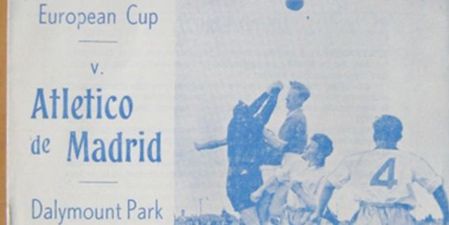 European Cup
v.
Atletico
de Madrid
Dalymount Park
4